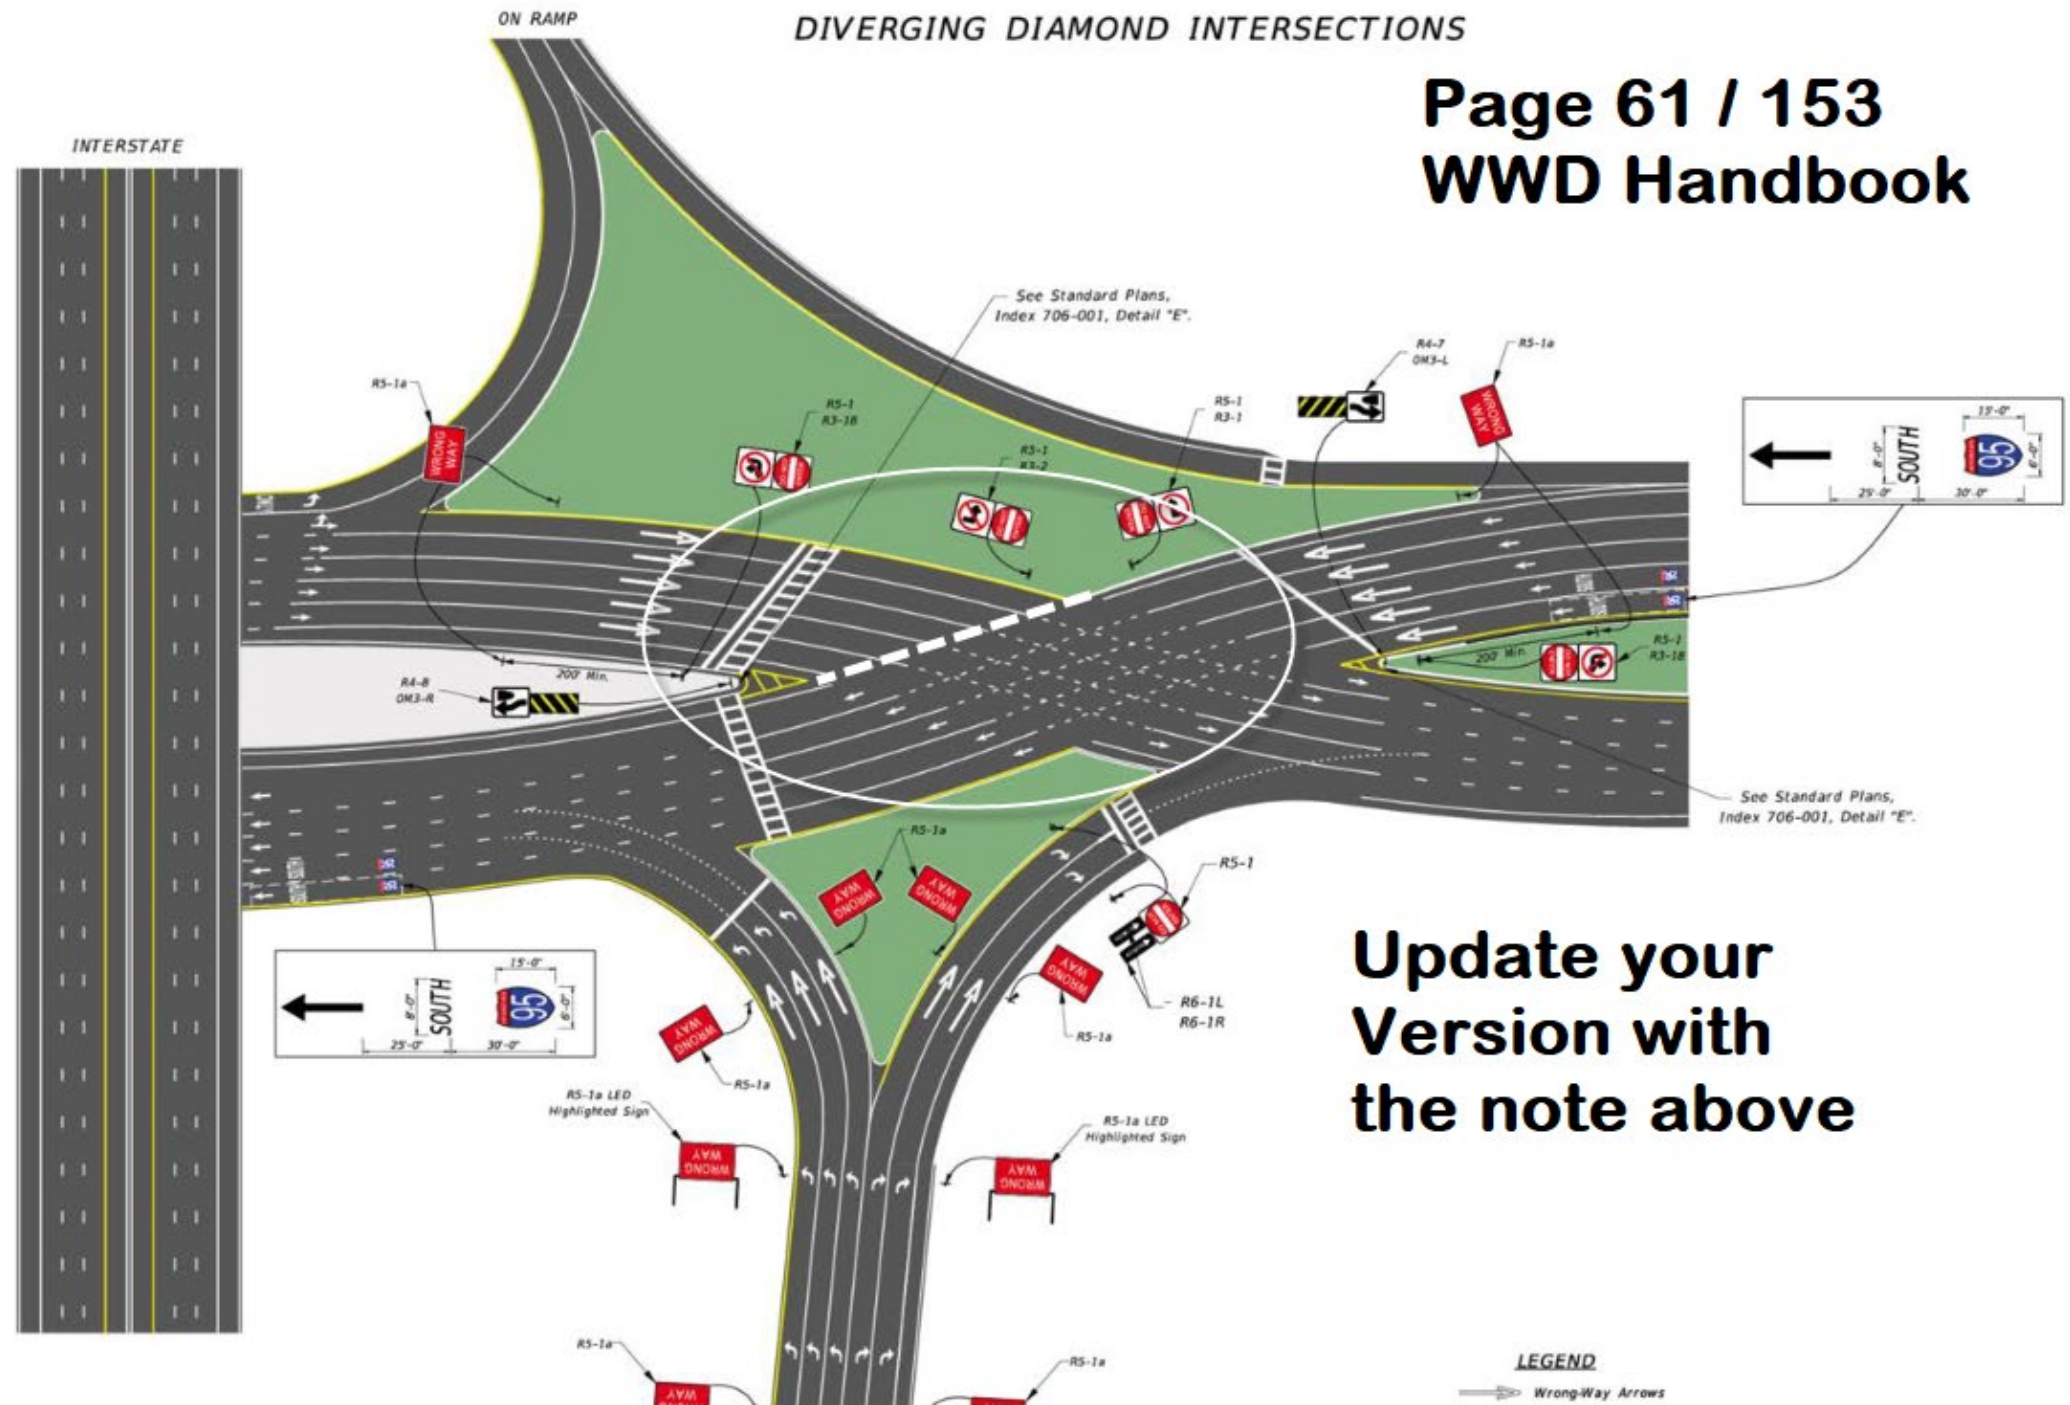 ON RAMP
DIVERGING DIAMOND INTERSECTIONS
Page 61 / 153
WWD Handbook
INTERSTATE
See Standard Plans,
Index 706-001, Detail "E".
R4-7
OM3-L
R5-1a
WRONG
WAY
R5-1a
WRONG
WAY
R5-1
R3-18
R5-1
R3-2
R5-1
R3-1
15'-0"
8'-0"
SOUTH
95
6'-0"
25'-0"
30'-0"
R5-1
R3-18
200' Min.
200' Min.
R4-8
OM3-R
See Standard Plans,
Index 706-001, Detail "E".
R5-1a
WRONG
WAY
WRONG
WAY
R5-1
R6-1L
R6-1R
WRONG
WAY
R5-1a
15'-0"
8'-0"
SOUTH
95
6'-0"
25'-0"
30'-0"
WRONG
WAY
R5-1a
Update your
Version with
the note above
R5-1a LED
Highlighted Sign
WRONG
WAY
R5-1a LED
Highlighted Sign
WRONG
WAY
R5-1a
WAY
R5-1a
LEGEND
Wrong-Way Arrows